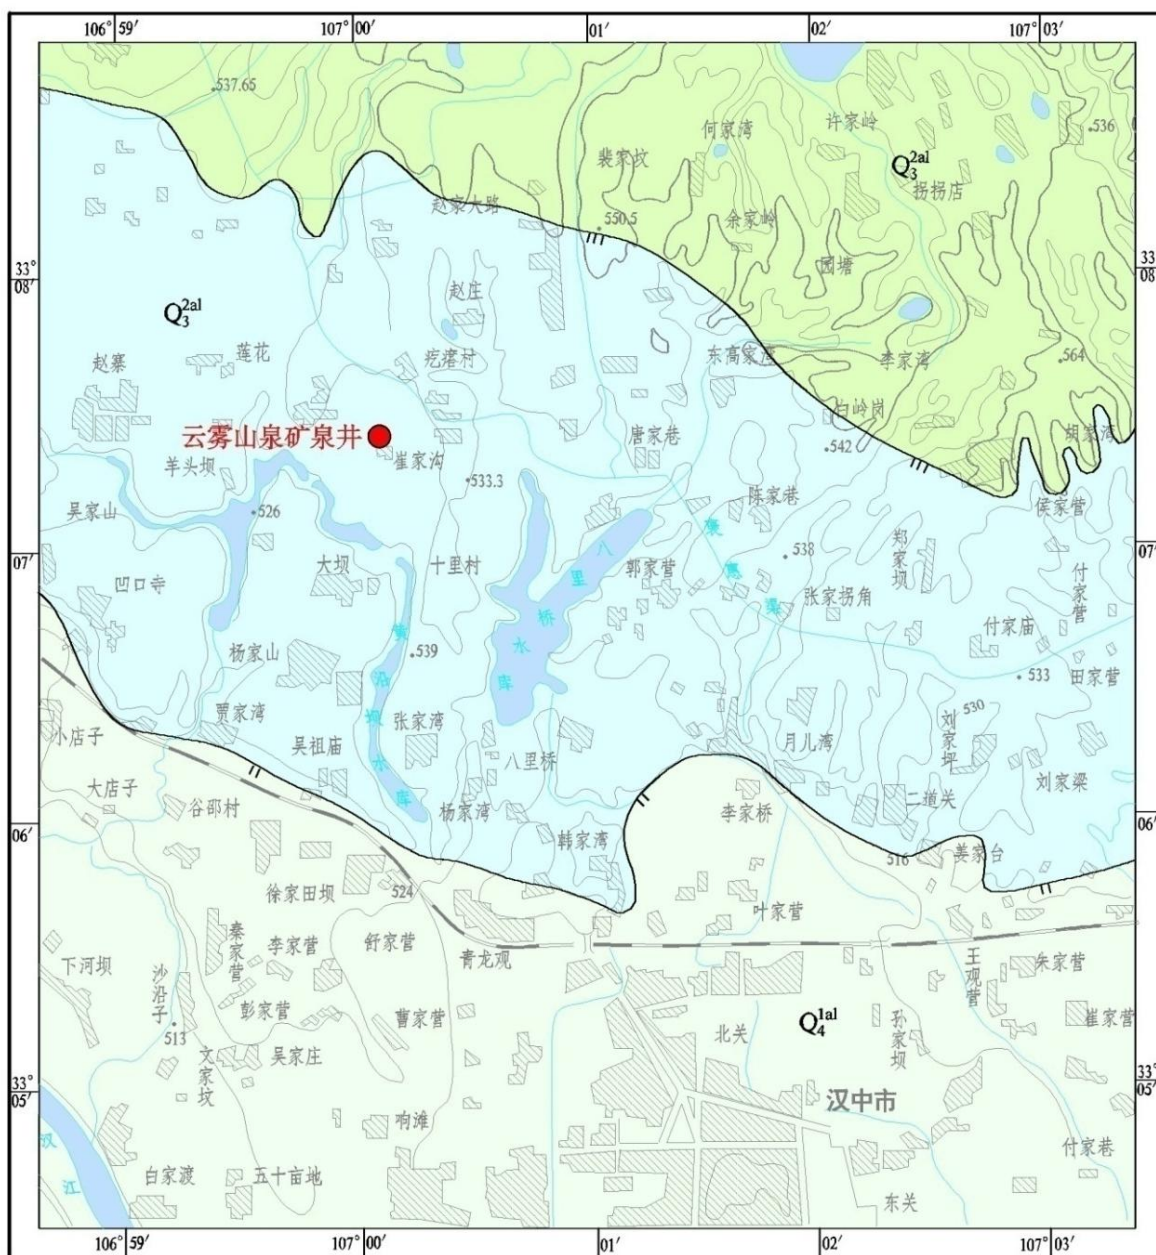 106°59′
107°00′
01′
02′
107°03′
537.65
何家湾
许家岭
536
裴家坟
Q₃²ᵃˡ
拐拐店
赵家大路
550.5
余家岭
园塘
33°
08′
33°
08′
Q₃²ᵃˡ
赵庄
莲花
赵寨
疙瘩村
东高家湾
李家湾
564
白岭岗
云雾山泉矿泉井
唐家巷
542
胡家湾
羊头坝
崔家沟
533.3
陈家巷
侯家营
吴家山
526
褒惠渠
郑家坝
07′
07′
大坝
十里村
八里桥水库
郭家营
538
凹口寺
张家拐角
付家营
付家庙
杨家山
黄沿坝水库
539
533
田家营
贾家湾
530
刘家坪
小店子
吴祖庙
张家湾
八里桥
月儿湾
大店子
刘家梁
谷邵村
杨家湾
李家桥
二道关
06′
06′
韩家湾
516
姜家台
徐家田坝
524
叶家营
秦家营
李家营
舒家营
青龙观
王观营
朱家营
下河坝
沙沿子
彭家营
曹家营
Q₄¹ᵃˡ
北关
孙家坝
崔家营
513
文家坟
吴家庄
33°
05′
33°
05′
汉中市
响滩
付家巷
汉江
白家渡
五十亩地
东关
106°59′
107°00′
01′
02′
107°03′